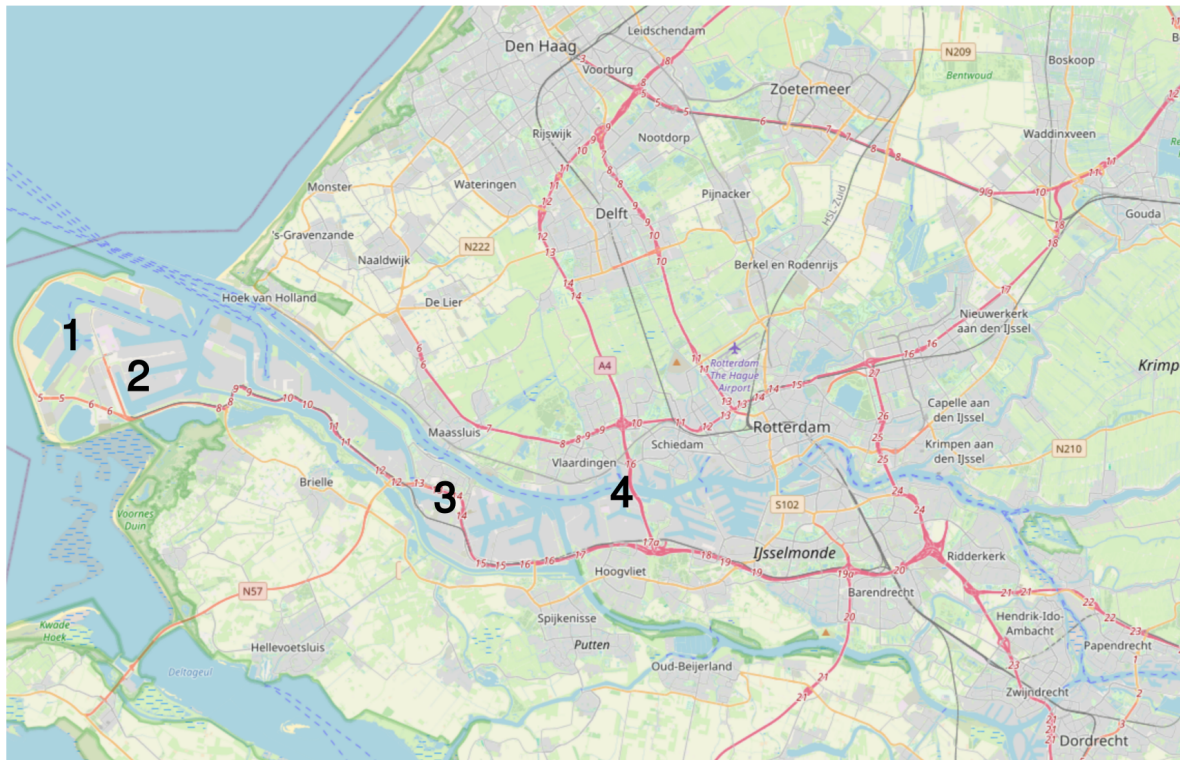 Leidschendam
Den Haag
N209
Boskoop
Voorburg
Bentwoud
Zoetermeer
Rijswijk
Nootdorp
Waddinxveen
Monster
Wateringen
Pijnacker
HSL-Zuid
Delft
Gouda
's-Gravenzande
N222
Naaldwijk
Berkel en Rodenrijs
Hoek van Holland
De Lier
Nieuwerkerk
aan den IJssel
1
A4
Rotterdam
The Hague
Airport
Krimp
2
Capelle aan
den IJssel
Maassluis
Schiedam
Rotterdam
Krimpen aan
den IJssel
N210
Vlaardingen
Brielle
3
4
S102
Voornes
Duin
IJsselmonde
Ridderkerk
Hoogvliet
N57
Barendrecht
Spijkenisse
Hendrik-Ido-
Ambacht
Kwade
Hoek
Papendrecht
Hellevoetsluis
Putten
Deltageul
Oud-Beijerland
Zwijndrecht
Dordrecht